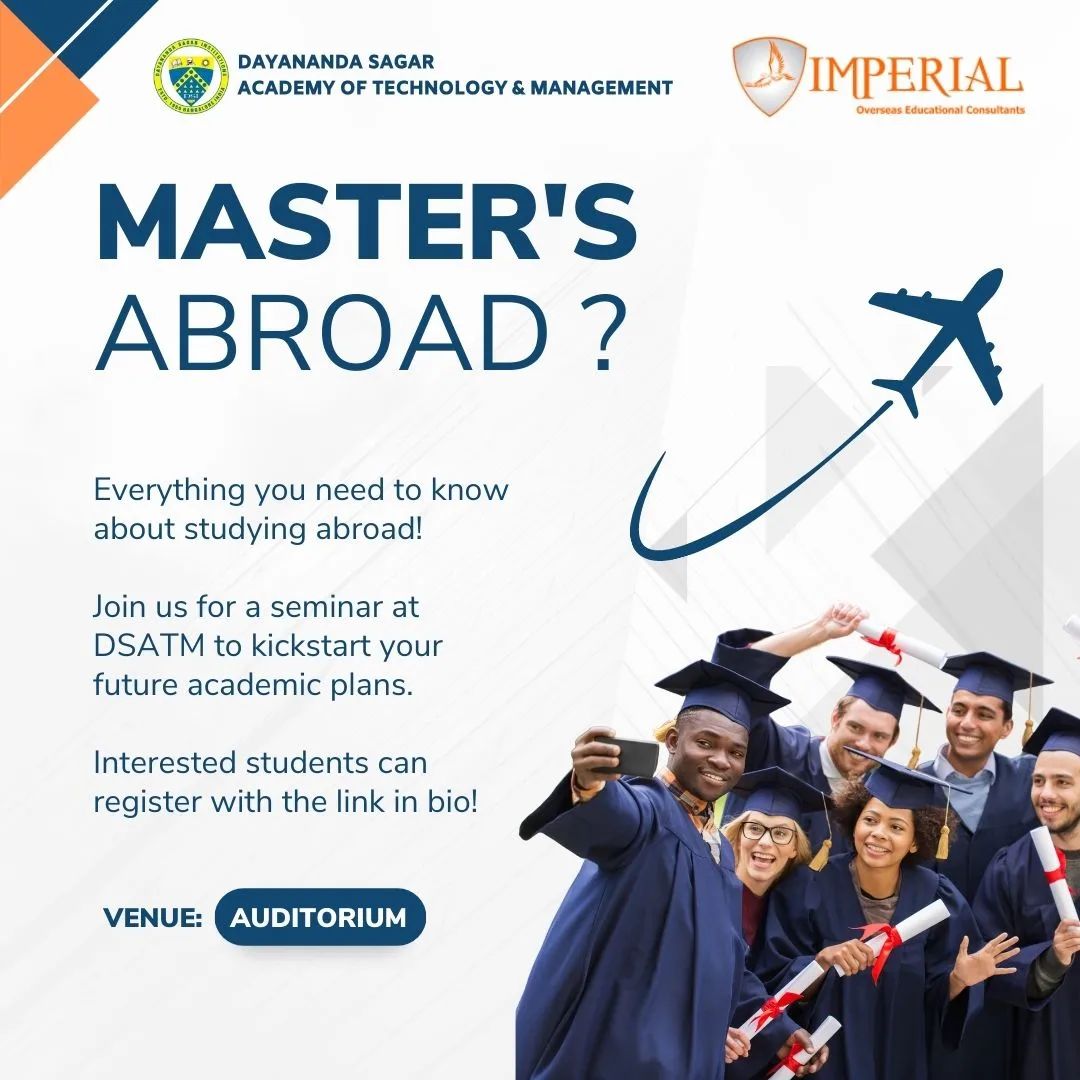 DAYANANDA SAGAR
ACADEMY OF TECHNOLOGY & MANAGEMENT
IMPERIAL
Overseas Educational Consultants
MASTER'S
ABROAD ?
Everything you need to know
about studying abroad!
Join us for a seminar at
DSATM to kickstart your
future academic plans.
Interested students can
register with the link in bio!
VENUE: AUDITORIUM